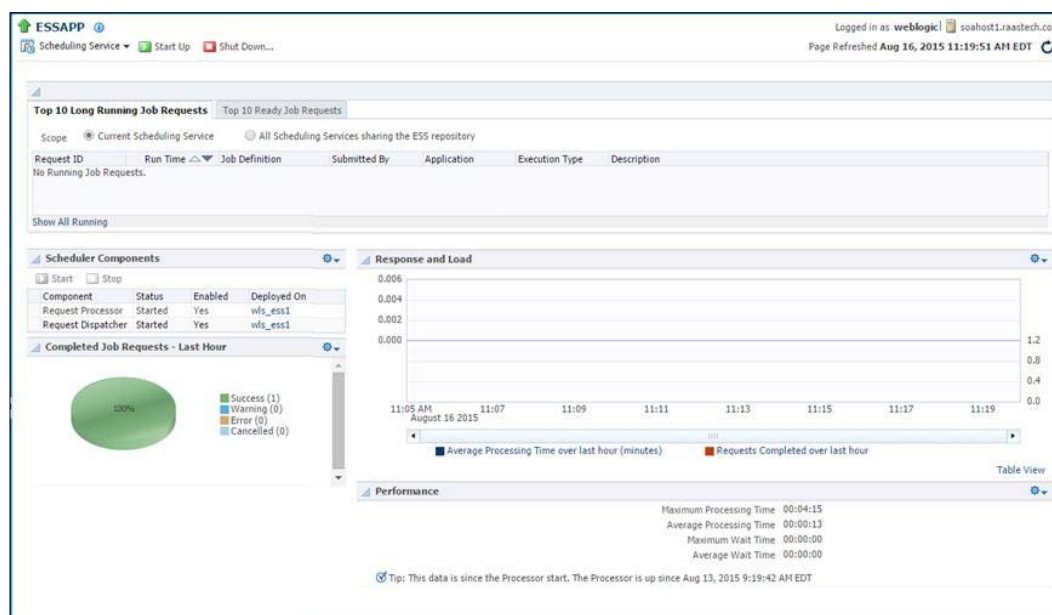 ESSAPP
Logged in as weblogic soahost1.raastech.co
Scheduling Service Start Up Shut Down...
Page Refreshed Aug 16, 2015 11:19:51 AM EDT
Top 10 Long Running Job Requests Top 10 Ready Job Requests
Scope Current Scheduling Service All Scheduling Services sharing the ESS repository
Request ID Run Time Job Definition Submitted By Application Execution Type Description
No Running Job Requests.
Show All Running
Scheduler Components
Start Stop
Component Status Enabled Deployed On
Request Processor Started Yes wls_ess1
Request Dispatcher Started Yes wls_ess1
Completed Job Requests - Last Hour
100%
Success (1)
Warning (0)
Error (0)
Cancelled (0)
Response and Load
0.006
0.004
0.002
0.000
1.2
0.8
0.4
0.0
11:05 AM 11:07 11:09 11:11 11:13 11:15 11:17 11:19
August 16 2015
Average Processing Time over last hour (minutes) Requests Completed over last hour
Table View
Performance
Maximum Processing Time 00:04:15
Average Processing Time 00:00:13
Maximum Wait Time 00:00:00
Average Wait Time 00:00:00
Tip: This data is since the Processor start. The Processor is up since Aug 13, 2015 9:19:42 AM EDT